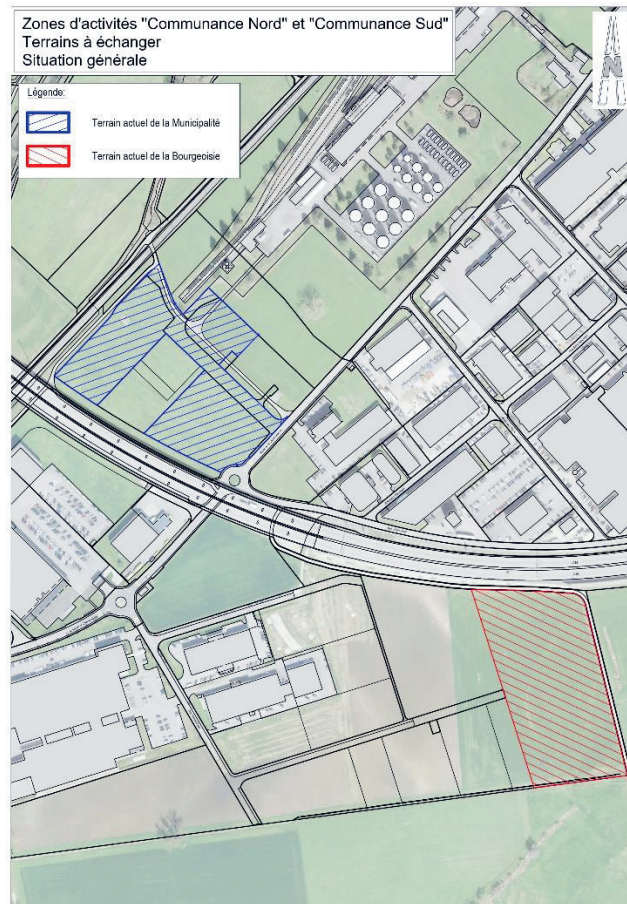 Zones d'activités "Communance Nord" et "Communance Sud"
Terrains à échanger
Situation générale
N
Légende:
Terrain actuel de la Municipalité
Terrain actuel de la Bourgeoisie